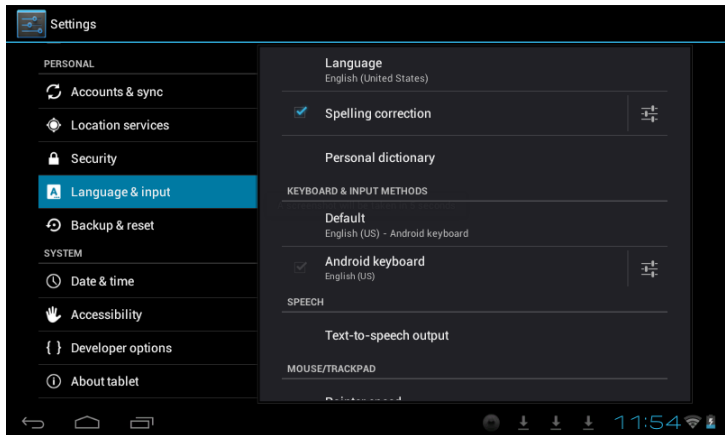 Settings
PERSONAL
Accounts & sync
Location services
Security
Language & input
Backup & reset
SYSTEM
Date & time
Accessibility
{ } Developer options
About tablet
Language
English (United States)
Spelling correction
Personal dictionary
KEYBOARD & INPUT METHODS
Default
English (US) - Android keyboard
Android keyboard
English (US)
SPEECH
Text-to-speech output
MOUSE/TRACKPAD
Pointer speed
11:54